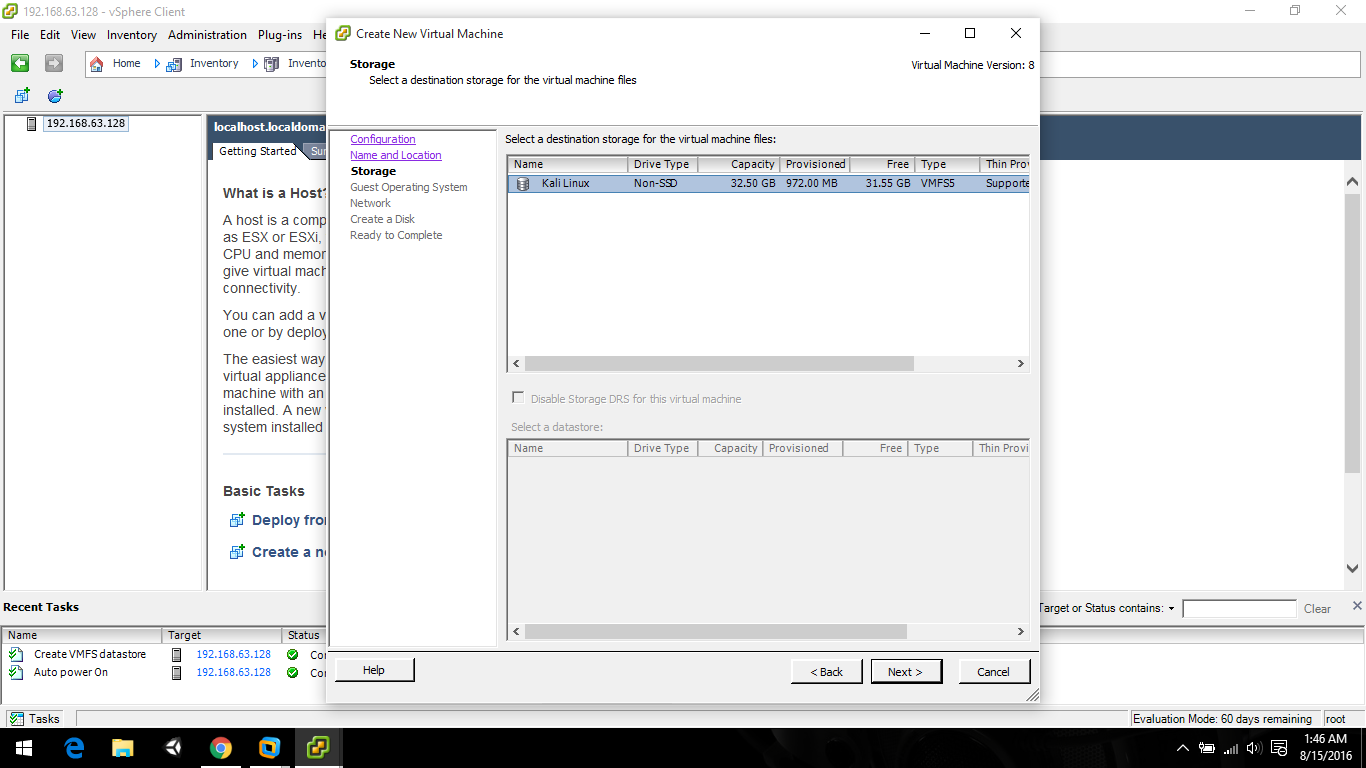 192.168.63.128 - vSphere Client
File Edit View Inventory Administration Plug-ins He
Home Inventory Invento
192.168.63.128
localhost.localdoma
Getting Started Su
What is a Host?
A host is a comp
as ESX or ESXi,
CPU and memor
give virtual mach
connectivity.
You can add a v
one or by deploy
The easiest way
virtual appliance
machine with an
installed. A new
system installed
Basic Tasks
Deploy from
Create a ne
Create New Virtual Machine
Storage
Select a destination storage for the virtual machine files
Virtual Machine Version: 8
Configuration
Name and Location
Storage
Guest Operating System
Network
Create a Disk
Ready to Complete
Select a destination storage for the virtual machine files:
Name Drive Type Capacity Provisioned Free Type Thin Prov
Kali Linux Non-SSD 32.50 GB 972.00 MB 31.55 GB VMFS5 Supporte
Disable Storage DRS for this virtual machine
Select a datastore:
Name Drive Type Capacity Provisioned Free Type Thin Provi
Help < Back Next > Cancel
Recent Tasks
Target or Status contains: Clear
Name Target Status
Create VMFS datastore 192.168.63.128 Co
Auto power On 192.168.63.128 Co
Tasks Evaluation Mode: 60 days remaining root
1:46 AM
8/15/2016